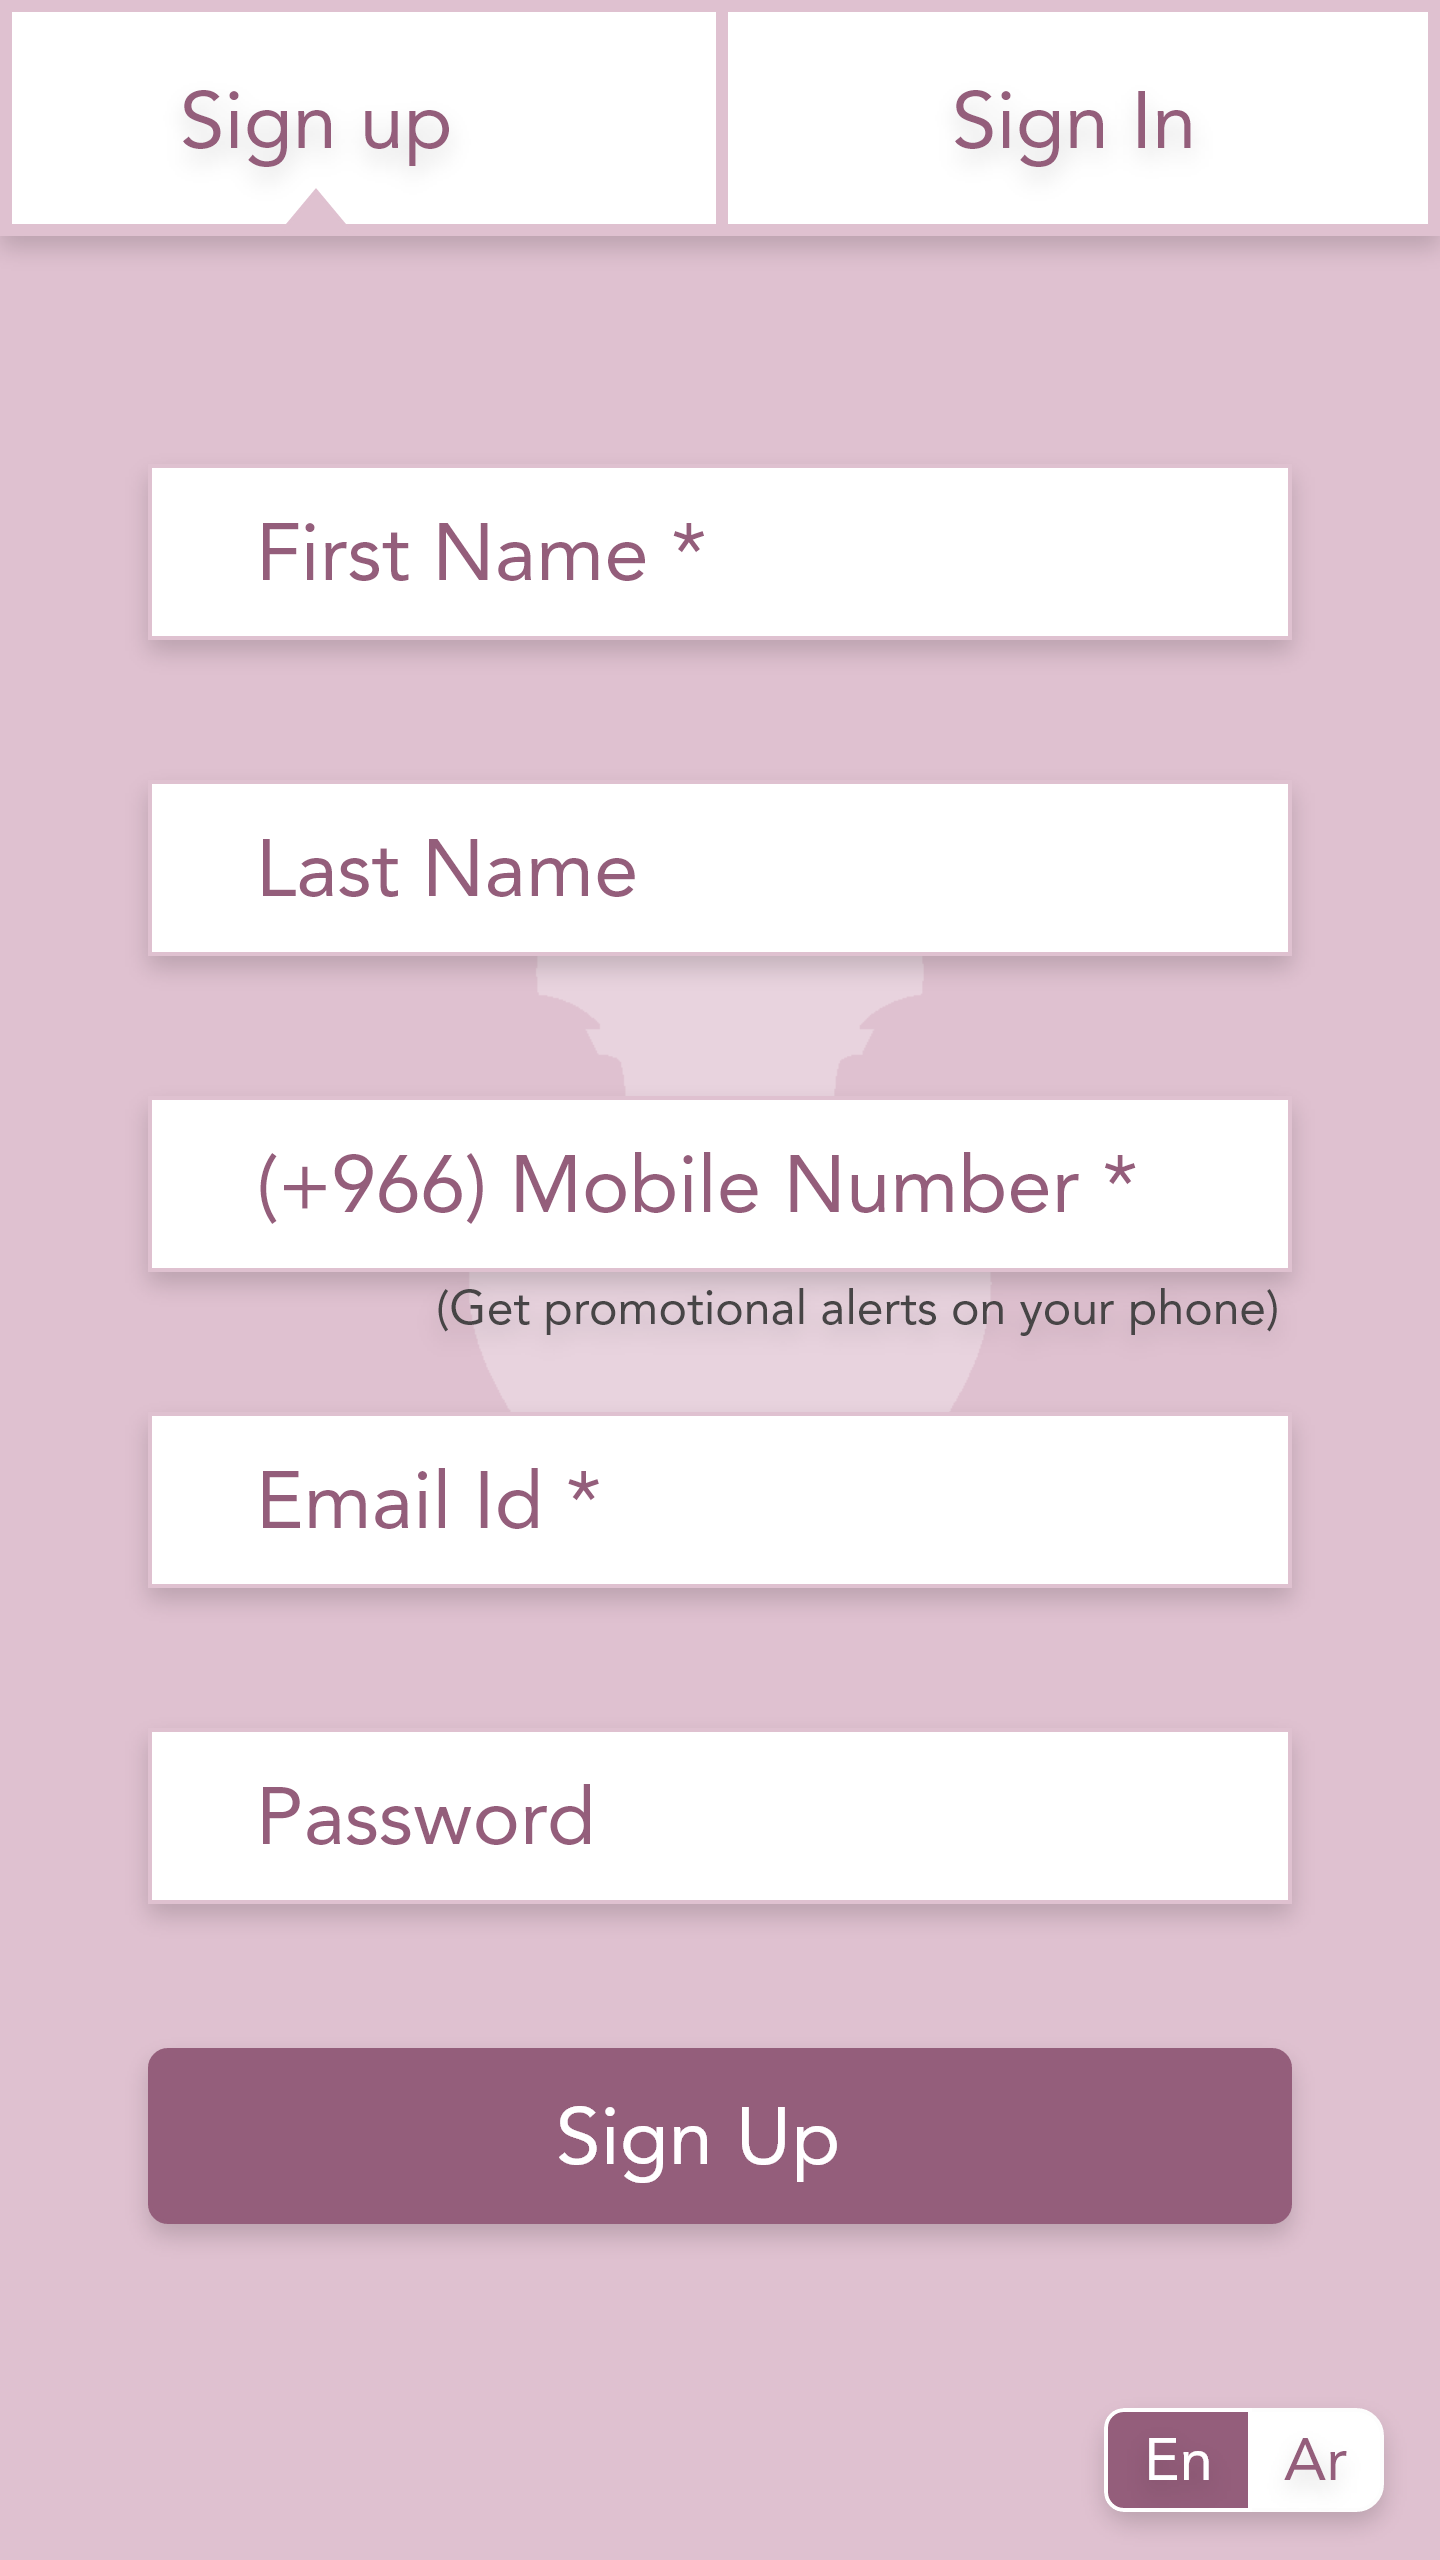 Sign up
Sign In
First Name *
Last Name
(+966) Mobile Number *
(Get promotional alerts on your phone)
Email Id *
Password
Sign Up
En
Ar